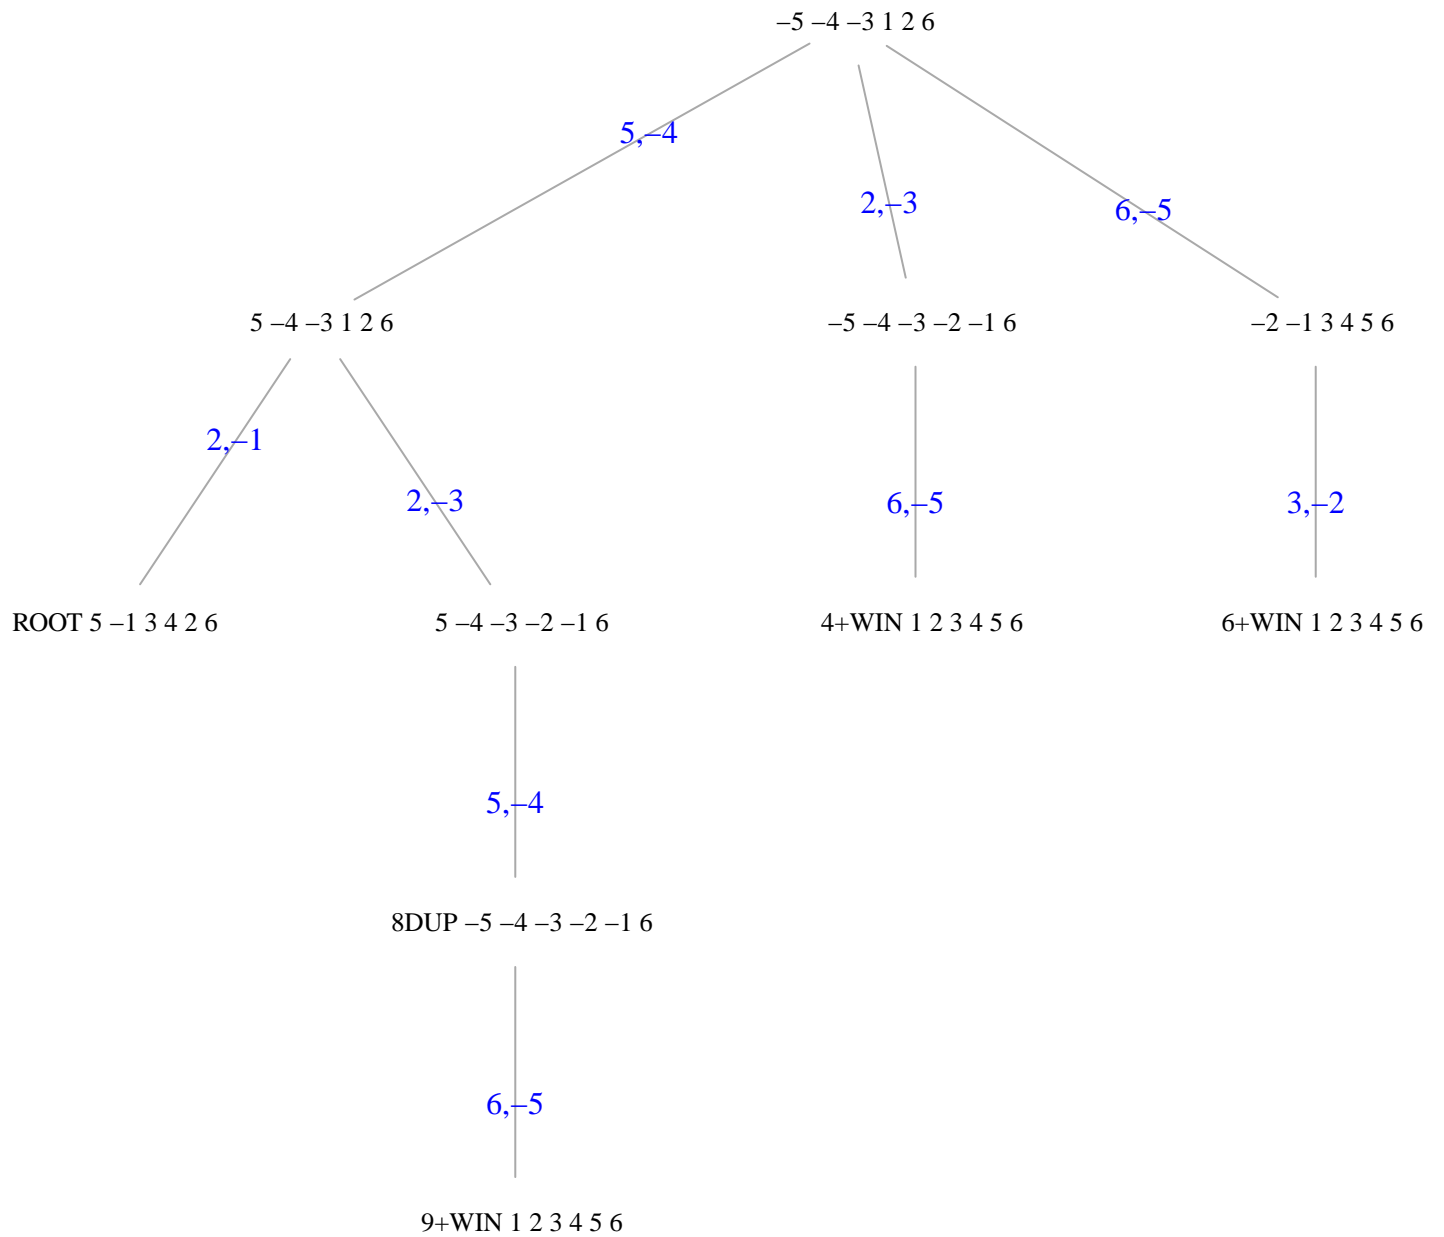 –5 –4 –3 1 2 6
5,–4
2,–3
6,–5
5 –4 –3 1 2 6
–5 –4 –3 –2 –1 6
–2 –1 3 4 5 6
2,–1
2,–3
6,–5
3,–2
ROOT 5 –1 3 4 2 6
5 –4 –3 –2 –1 6
4+WIN 1 2 3 4 5 6
6+WIN 1 2 3 4 5 6
5,–4
8DUP –5 –4 –3 –2 –1 6
6,–5
9+WIN 1 2 3 4 5 6